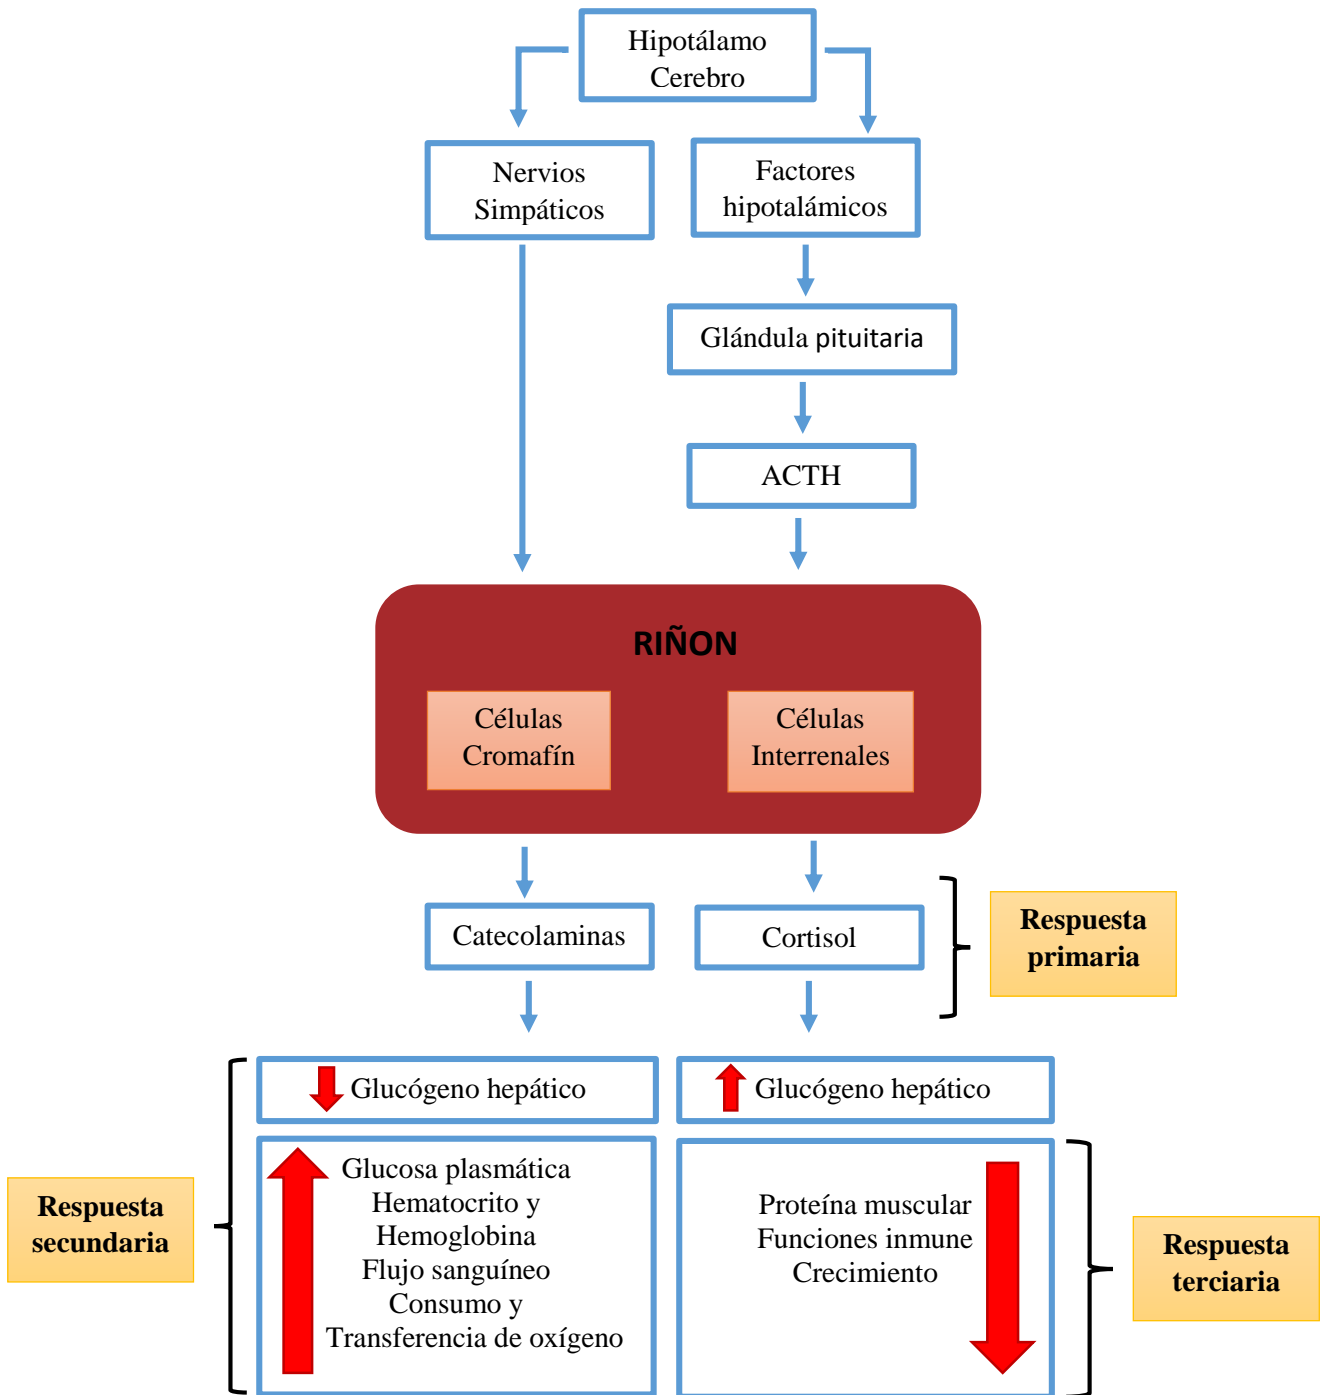 Hipotálamo
Cerebro
Nervios
Simpáticos
Factores
hipotalámicos
Glándula pituitaria
ACTH
RIÑON
Células
Cromafín
Células
Interrenales
Catecolaminas
Cortisol
Respuesta
primaria
Glucógeno hepático
Glucógeno hepático
Respuesta
secundaria
Glucosa plasmática
Hematocrito y
Hemoglobina
Flujo sanguíneo
Consumo y
Transferencia de oxígeno
Proteína muscular
Funciones inmune
Crecimiento
Respuesta
terciaria